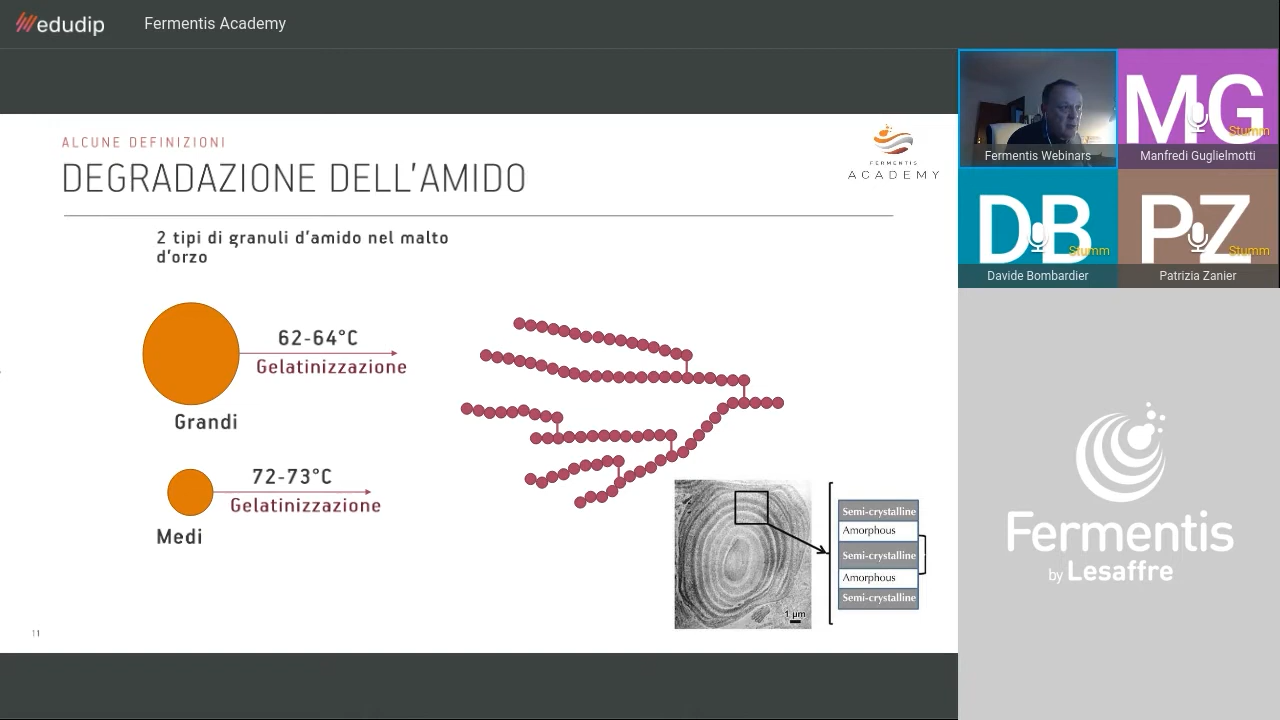 edudip
Fermentis Academy
ALCUNE DEFINIZIONI
DEGRADAZIONE DELL'AMIDO
FERMENTIS
ACADEMY
2 tipi di granuli d'amido nel malto
d'orzo
62-64°C
Gelatinizzazione
Grandi
72-73°C
Gelatinizzazione
Medi
1 µm
Semi-crystalline
Amorphous
Semi-crystalline
Amorphous
Semi-crystalline
11
Fermentis Webinars
MG
Stumm
Manfredi Guglielmotti
DB
Stumm
Davide Bombardier
PZ
Stumm
Patrizia Zanier
Fermentis
by Lesaffre